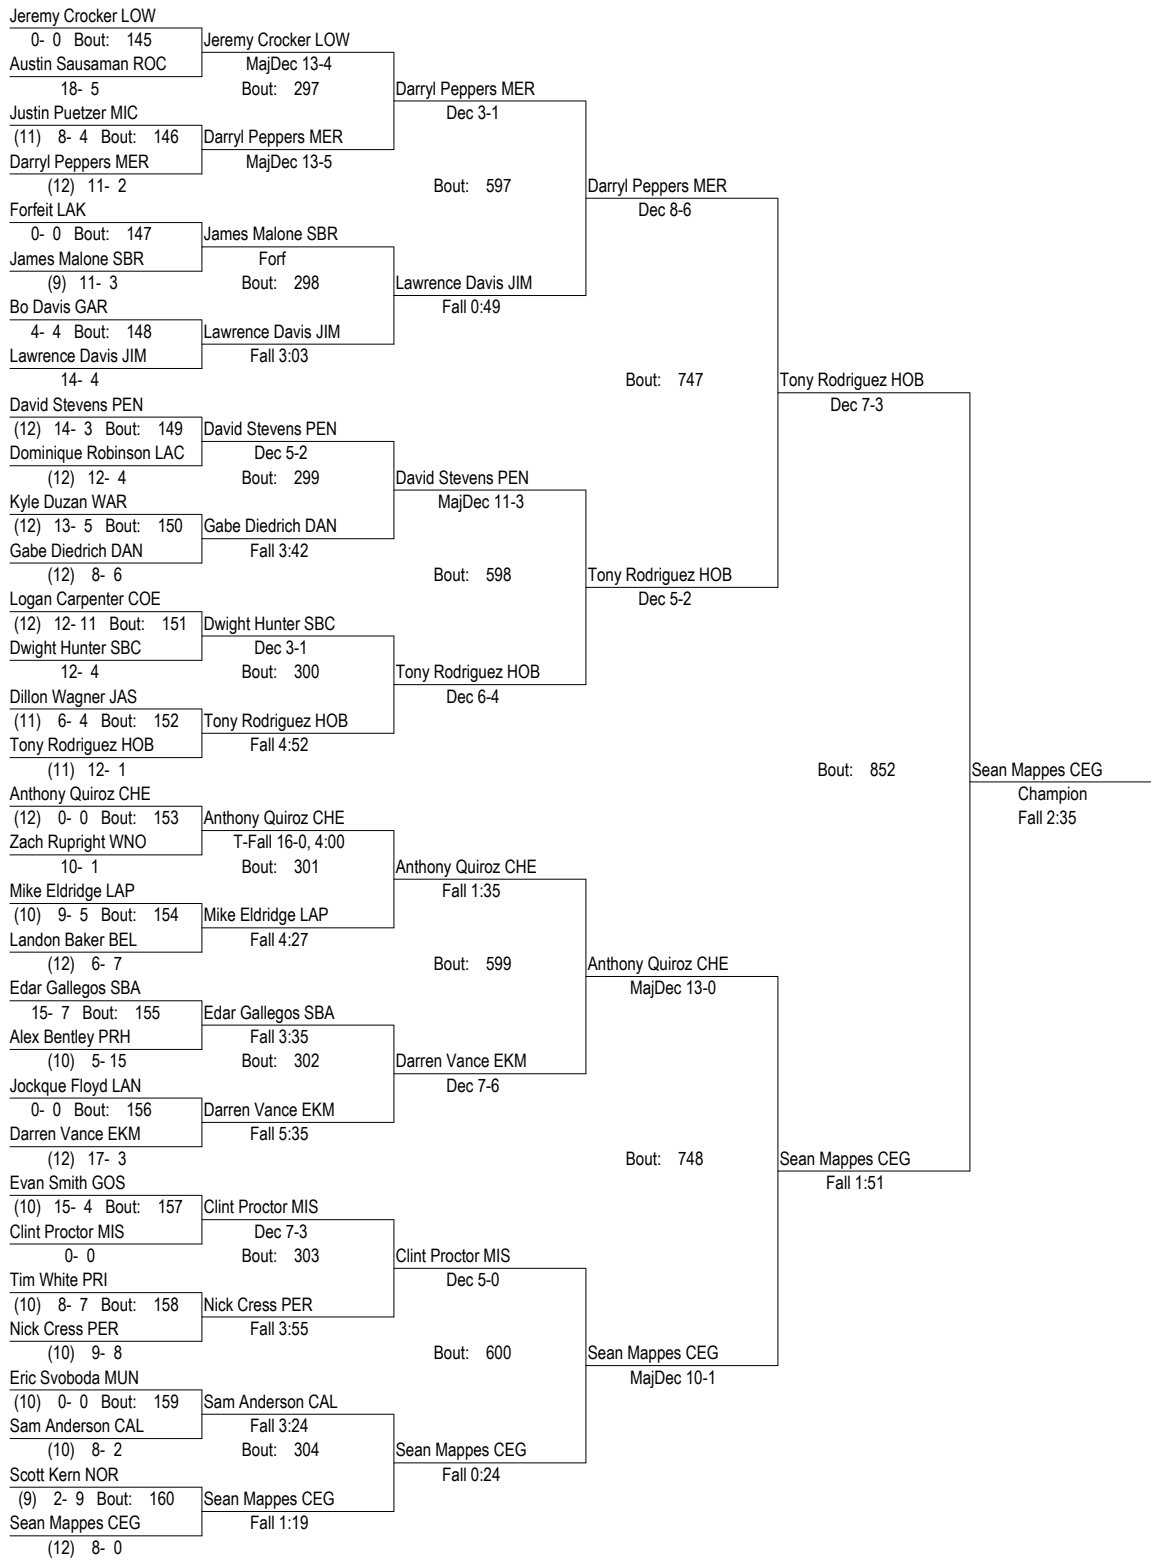 Jeremy Crocker LOW
0- 0 Bout: 145 Jeremy Crocker LOW
Austin Sausaman ROC MajDec 13-4
18- 5 Bout: 297 Darryl Peppers MER
Justin Puetzer MIC Dec 3-1
(11) 8- 4 Bout: 146 Darryl Peppers MER
Darryl Peppers MER MajDec 13-5
(12) 11- 2 Bout: 597 Darryl Peppers MER
Forfeit LAK Dec 8-6
0- 0 Bout: 147 James Malone SBR
James Malone SBR Forf
(9) 11- 3 Bout: 298 Lawrence Davis JIM
Bo Davis GAR Fall 0:49
4- 4 Bout: 148 Lawrence Davis JIM
Lawrence Davis JIM Fall 3:03
14- 4 Bout: 747 Tony Rodriguez HOB
David Stevens PEN Dec 7-3
(12) 14- 3 Bout: 149 David Stevens PEN
Dominique Robinson LAC Dec 5-2
(12) 12- 4 Bout: 299 David Stevens PEN
Kyle Duzan WAR MajDec 11-3
(12) 13- 5 Bout: 150 Gabe Diedrich DAN
Gabe Diedrich DAN Fall 3:42
(12) 8- 6 Bout: 598 Tony Rodriguez HOB
Logan Carpenter COE Dec 5-2
(12) 12- 11 Bout: 151 Dwight Hunter SBC
Dwight Hunter SBC Dec 3-1
12- 4 Bout: 300 Tony Rodriguez HOB
Dillon Wagner JAS Dec 6-4
(11) 6- 4 Bout: 152 Tony Rodriguez HOB
Tony Rodriguez HOB Fall 4:52
(11) 12- 1 Bout: 852 Sean Mappes CEG
Anthony Quiroz CHE Champion
(12) 0- 0 Bout: 153 Anthony Quiroz CHE Fall 2:35
Zach Rupright WNO T-Fall 16-0, 4:00
10- 1 Bout: 301 Anthony Quiroz CHE
Mike Eldridge LAP Fall 1:35
(10) 9- 5 Bout: 154 Mike Eldridge LAP
Landon Baker BEL Fall 4:27
(12) 6- 7 Bout: 599 Anthony Quiroz CHE
Edar Gallegos SBA MajDec 13-0
15- 7 Bout: 155 Edar Gallegos SBA
Alex Bentley PRH Fall 3:35
(10) 5- 15 Bout: 302 Darren Vance EKM
Jockque Floyd LAN Dec 7-6
0- 0 Bout: 156 Darren Vance EKM
Darren Vance EKM Fall 5:35
(12) 17- 3 Bout: 748 Sean Mappes CEG
Evan Smith GOS Fall 1:51
(10) 15- 4 Bout: 157 Clint Proctor MIS
Clint Proctor MIS Dec 7-3
0- 0 Bout: 303 Clint Proctor MIS
Tim White PRI Dec 5-0
(10) 8- 7 Bout: 158 Nick Cress PER
Nick Cress PER Fall 3:55
(10) 9- 8 Bout: 600 Sean Mappes CEG
Eric Svoboda MUN MajDec 10-1
(10) 0- 0 Bout: 159 Sam Anderson CAL
Sam Anderson CAL Fall 3:24
(10) 8- 2 Bout: 304 Sean Mappes CEG
Scott Kern NOR Fall 0:24
(9) 2- 9 Bout: 160 Sean Mappes CEG
Sean Mappes CEG Fall 1:19
(12) 8- 0